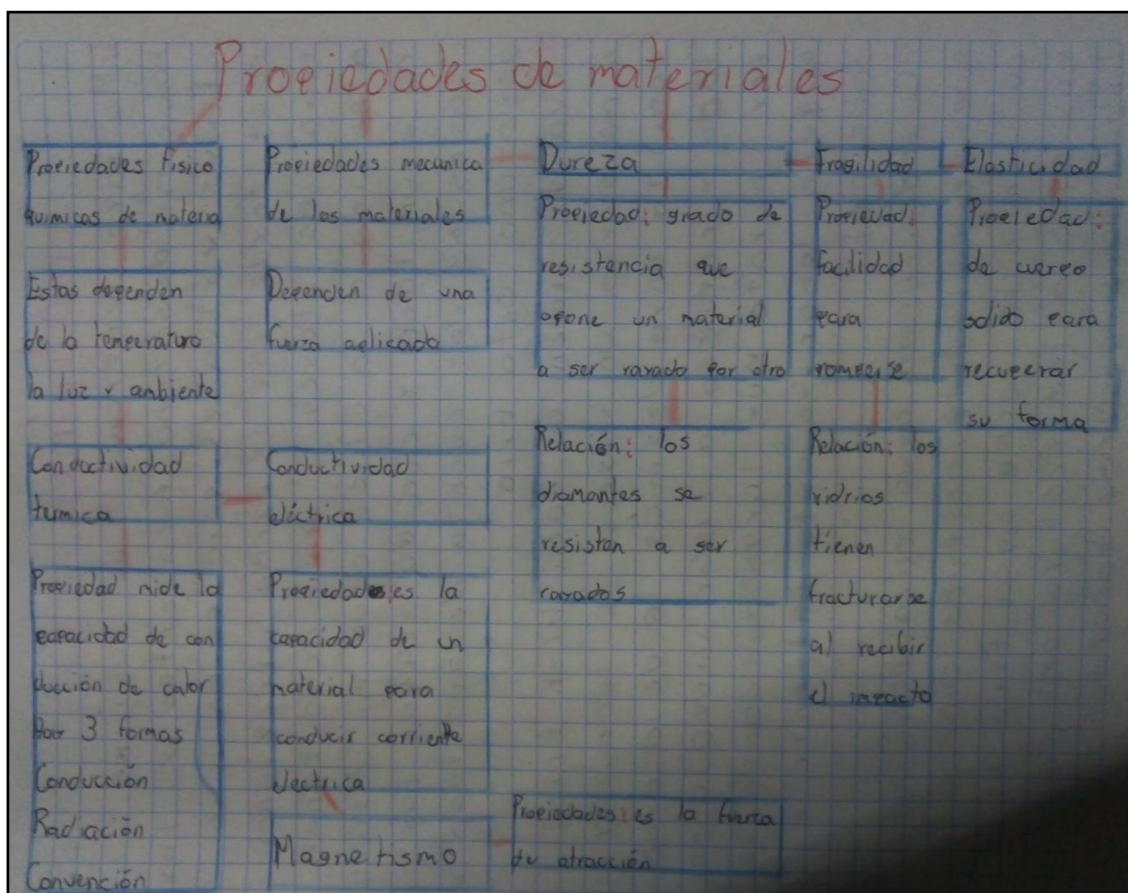 Propiedades de materiales
Propiedades fisico
quimicas de materia
Estas dependen
de la temperatura
la luz y ambiente
Conductividad
termica
Propiedad mide la
capacidad de con
ducción de calor
por 3 formas
Conducción
Radiación
Convención
Propiedades mecanica
de los materiales
Dependen de una
fuerza aplicada
Conductividad
eléctrica
Propiedades: es la
capacidad de un
material para
conducir corriente
electrica
Magnetismo
Propiedades: es la fuerza
de atracción
Dureza
Propiedad: grado de
resistencia que
opone un material
a ser rayado por otro
Relación: los
diamantes se
resistan a ser
rayados
Fragilidad
Propiedad:
facilidad
para
romperse
Relación: los
vidrios
tienen
fracturarse
al recibir
el impacto
Elasticidad
Propiedad:
de cuerpo
solido para
recuperar
su forma